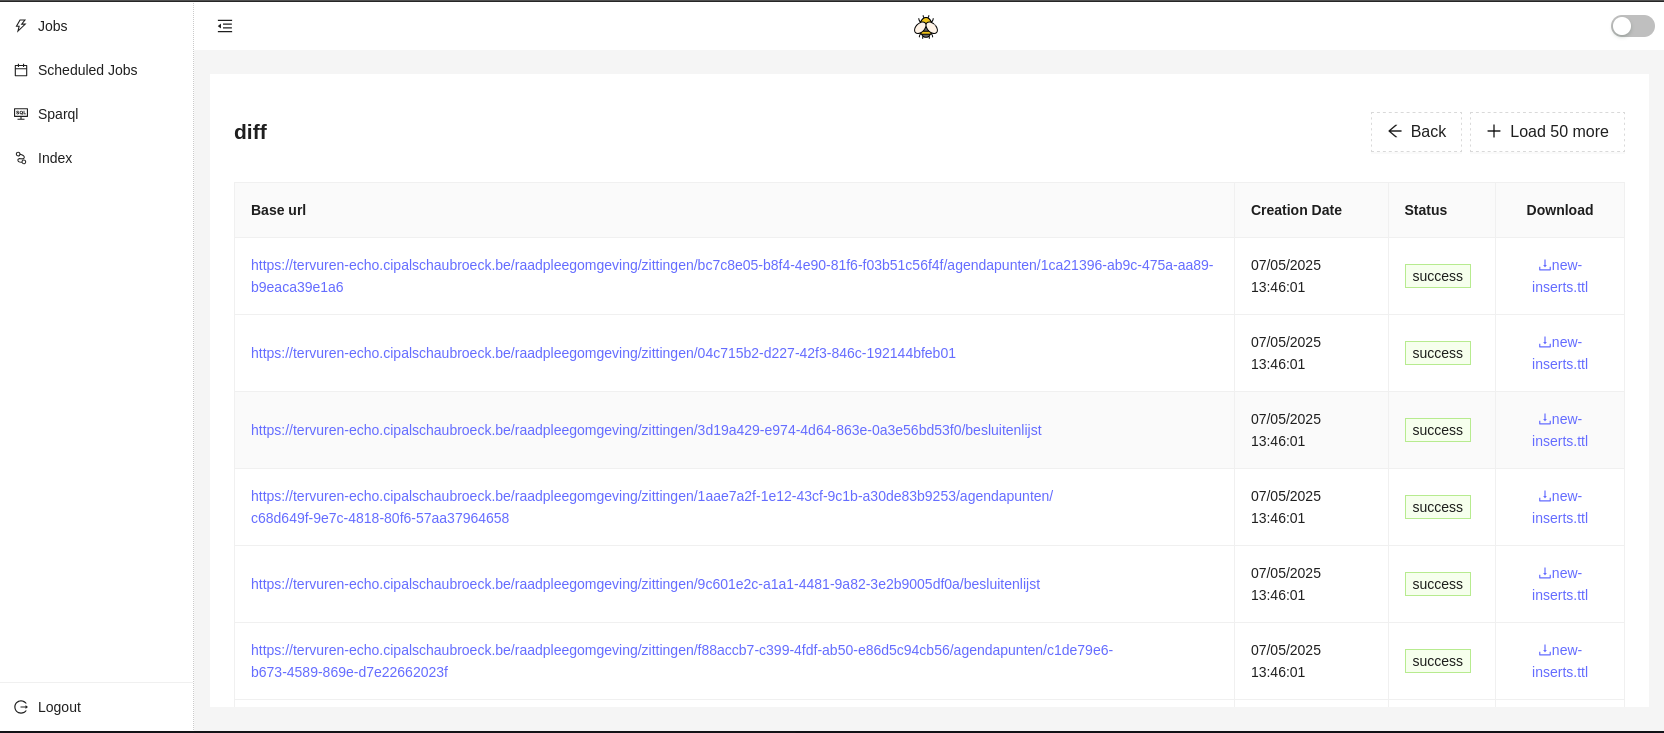 Jobs
Scheduled Jobs
Sparql
Index
Logout
diff
Back
Load 50 more
Base url
Creation Date
Status
Download
https://tervuren-echo.cipalschaubroeck.be/raadpleegomgeving/zittingen/bc7c8e05-b8f4-4e90-81f6-f03b51c56f4f/agendapunten/1ca21396-ab9c-475a-aa89-
b9eaca39e1a6
07/05/2025
13:46:01
success
new-
inserts.ttl
https://tervuren-echo.cipalschaubroeck.be/raadpleegomgeving/zittingen/04c715b2-d227-42f3-846c-192144bfeb01
07/05/2025
13:46:01
success
new-
inserts.ttl
https://tervuren-echo.cipalschaubroeck.be/raadpleegomgeving/zittingen/3d19a429-e974-4d64-863e-0a3e56bd53f0/besluitenlijst
07/05/2025
13:46:01
success
new-
inserts.ttl
https://tervuren-echo.cipalschaubroeck.be/raadpleegomgeving/zittingen/1aae7a2f-1e12-43cf-9c1b-a30de83b9253/agendapunten/
c68d649f-9e7c-4818-80f6-57aa37964658
07/05/2025
13:46:01
success
new-
inserts.ttl
https://tervuren-echo.cipalschaubroeck.be/raadpleegomgeving/zittingen/9c601e2c-a1a1-4481-9a82-3e2b9005df0a/besluitenlijst
07/05/2025
13:46:01
success
new-
inserts.ttl
https://tervuren-echo.cipalschaubroeck.be/raadpleegomgeving/zittingen/f88accb7-c399-4fdf-ab50-e86d5c94cb56/agendapunten/c1de79e6-
b673-4589-869e-d7e22662023f
07/05/2025
13:46:01
success
new-
inserts.ttl